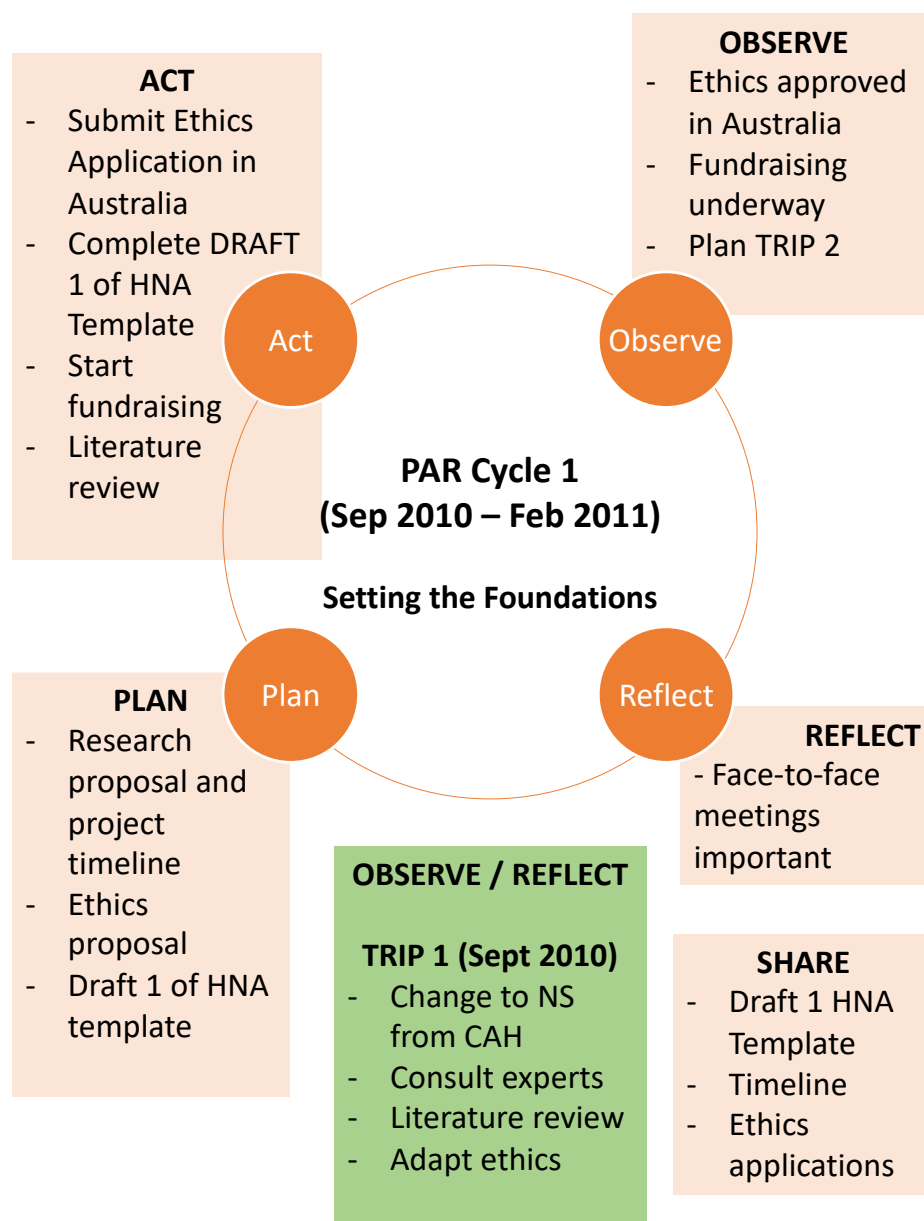 ACT
- Submit Ethics
Application in
Australia
- Complete DRAFT
1 of HNA
Template
- Start
fundraising
- Literature
review
OBSERVE
- Ethics approved
in Australia
- Fundraising
underway
- Plan TRIP 2
Act
Observe
PAR Cycle 1
(Sep 2010 – Feb 2011)
Setting the Foundations
Plan
Reflect
PLAN
- Research
proposal and
project
timeline
- Ethics
proposal
- Draft 1 of HNA
template
OBSERVE / REFLECT
TRIP 1 (Sept 2010)
- Change to NS
from CAH
- Consult experts
- Literature review
- Adapt ethics
REFLECT
- Face-to-face
meetings
important
SHARE
- Draft 1 HNA
Template
- Timeline
- Ethics
applications